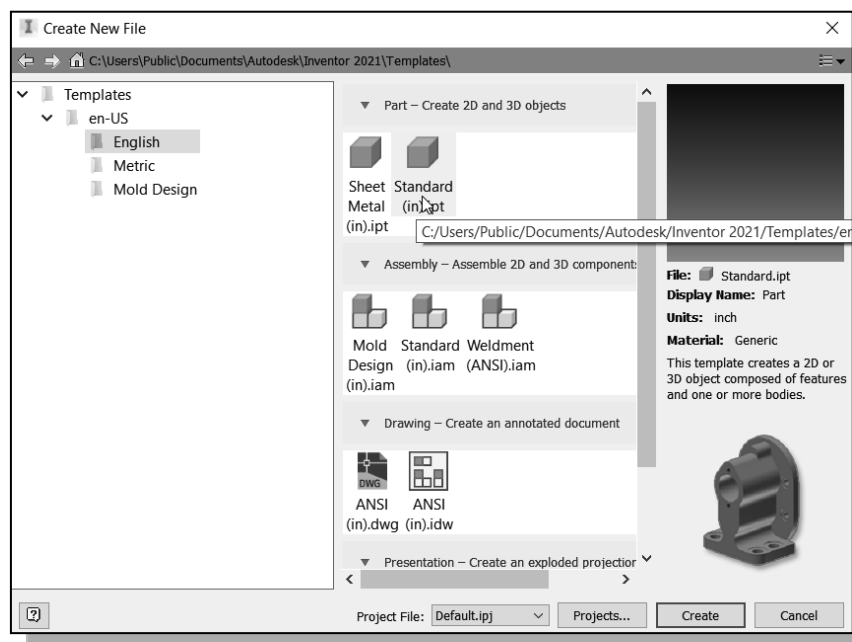 Create New File
C:\Users\Public\Documents\Autodesk\Inventor 2021\Templates\
Templates
en-US
English
Metric
Mold Design
Part – Create 2D and 3D objects
Sheet Standard
Metal (in).ipt
(in).ipt
C:/Users/Public/Documents/Autodesk/Inventor 2021/Templates/er
Assembly – Assemble 2D and 3D components
Mold Standard Weldment
Design (in).iam (ANSI).iam
(in).iam
Drawing – Create an annotated document
DWG
ANSI ANSI
(in).dwg (in).idw
Presentation – Create an exploded projection
File: Standard.ipt
Display Name: Part
Units: inch
Material: Generic
This template creates a 2D or
3D object composed of features
and one or more bodies.
Project File: Default.ipj Projects... Create Cancel